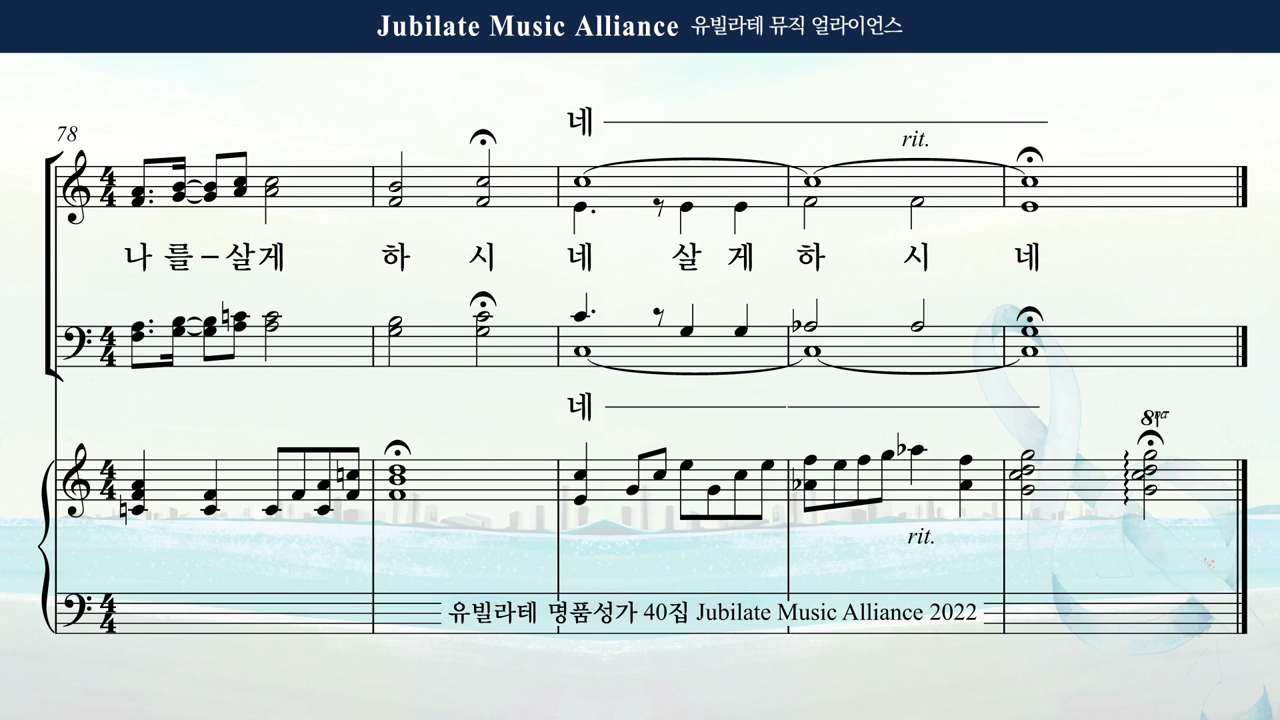 Jubilate Music Alliance 유빌라테 뮤직 얼라이언스
78
네
rit.
나 를 – 살 게 하 시 네 살 게 하 시 네
네
8va
rit.
유빌라테 명품성가 40집 Jubilate Music Alliance 2022